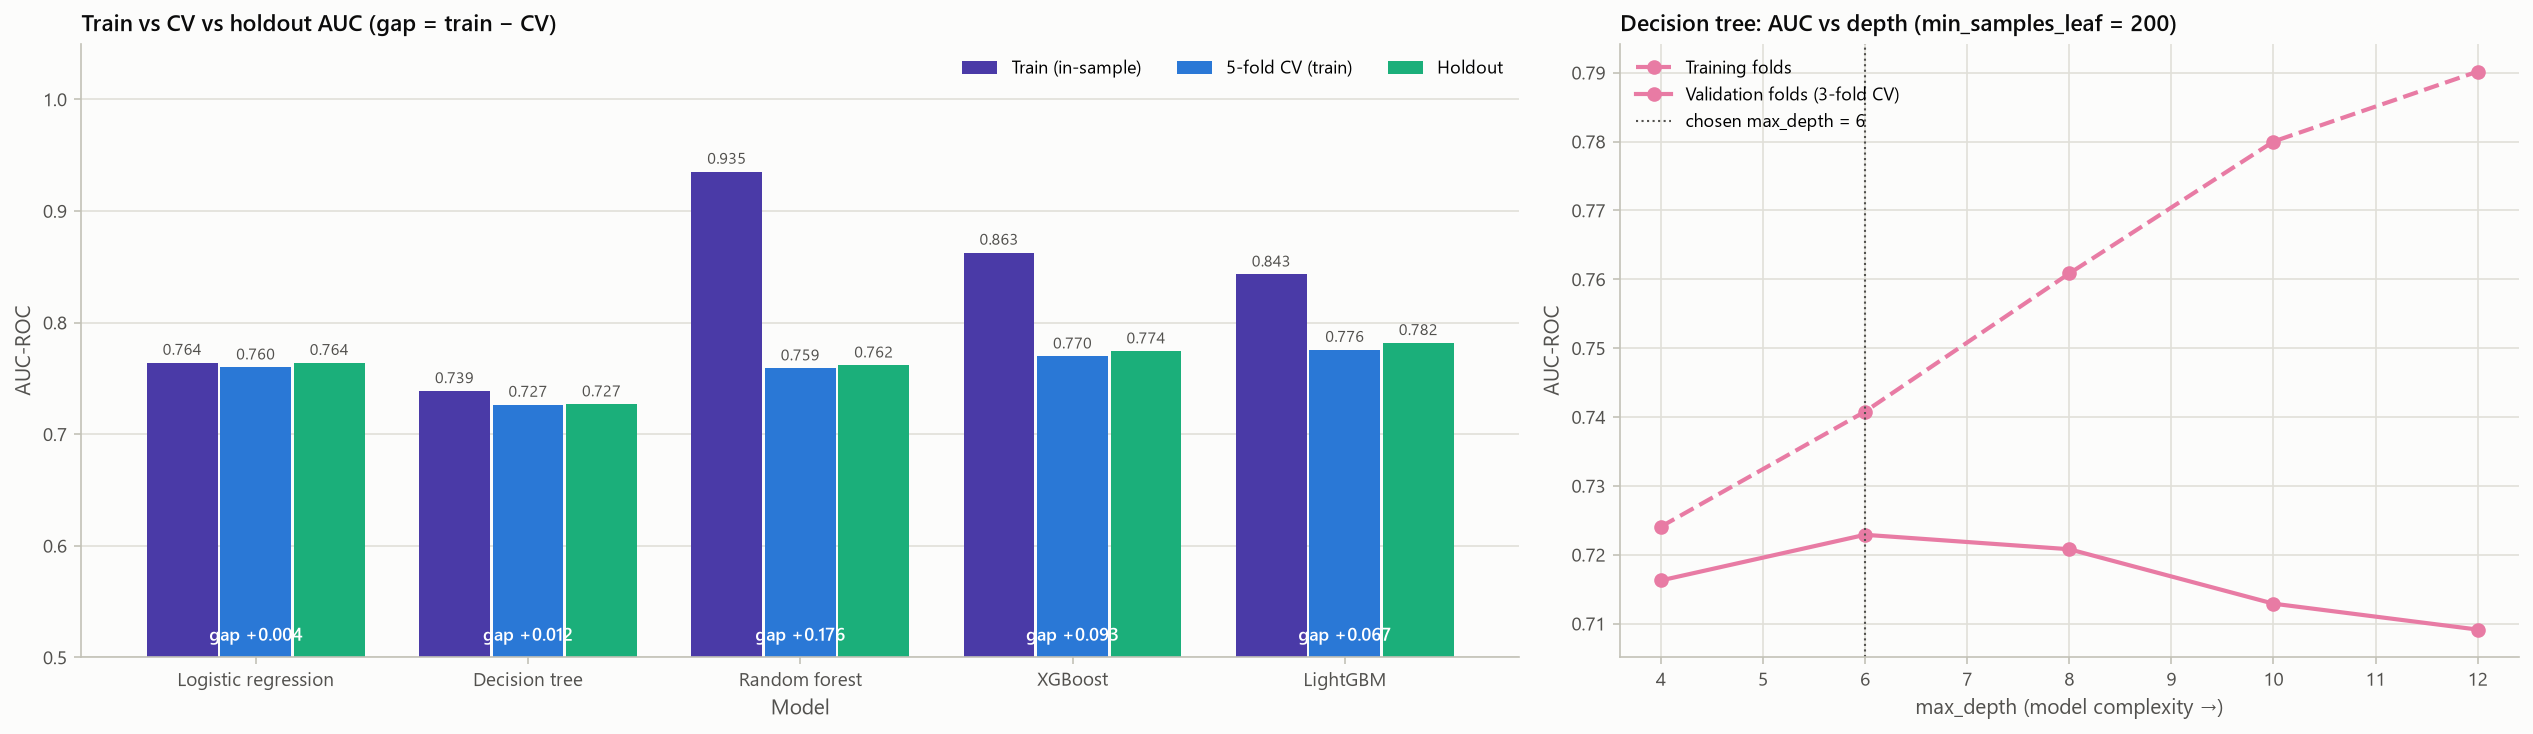 Train vs CV vs holdout AUC (gap = train − CV)
Train (in-sample)
5-fold CV (train)
Holdout
AUC-ROC
1.0
0.9
0.8
0.7
0.6
0.5
0.764
0.760
0.764
gap +0.004
0.739
0.727
0.727
gap +0.012
0.935
0.759
0.762
gap +0.176
0.863
0.770
0.774
gap +0.093
0.843
0.776
0.782
gap +0.067
Logistic regression
Decision tree
Random forest
XGBoost
LightGBM
Model
Decision tree: AUC vs depth (min_samples_leaf = 200)
Training folds
Validation folds (3-fold CV)
chosen max_depth = 6
AUC-ROC
0.79
0.78
0.77
0.76
0.75
0.74
0.73
0.72
0.71
4 5 6 7 8 9 10 11 12
max_depth (model complexity →)